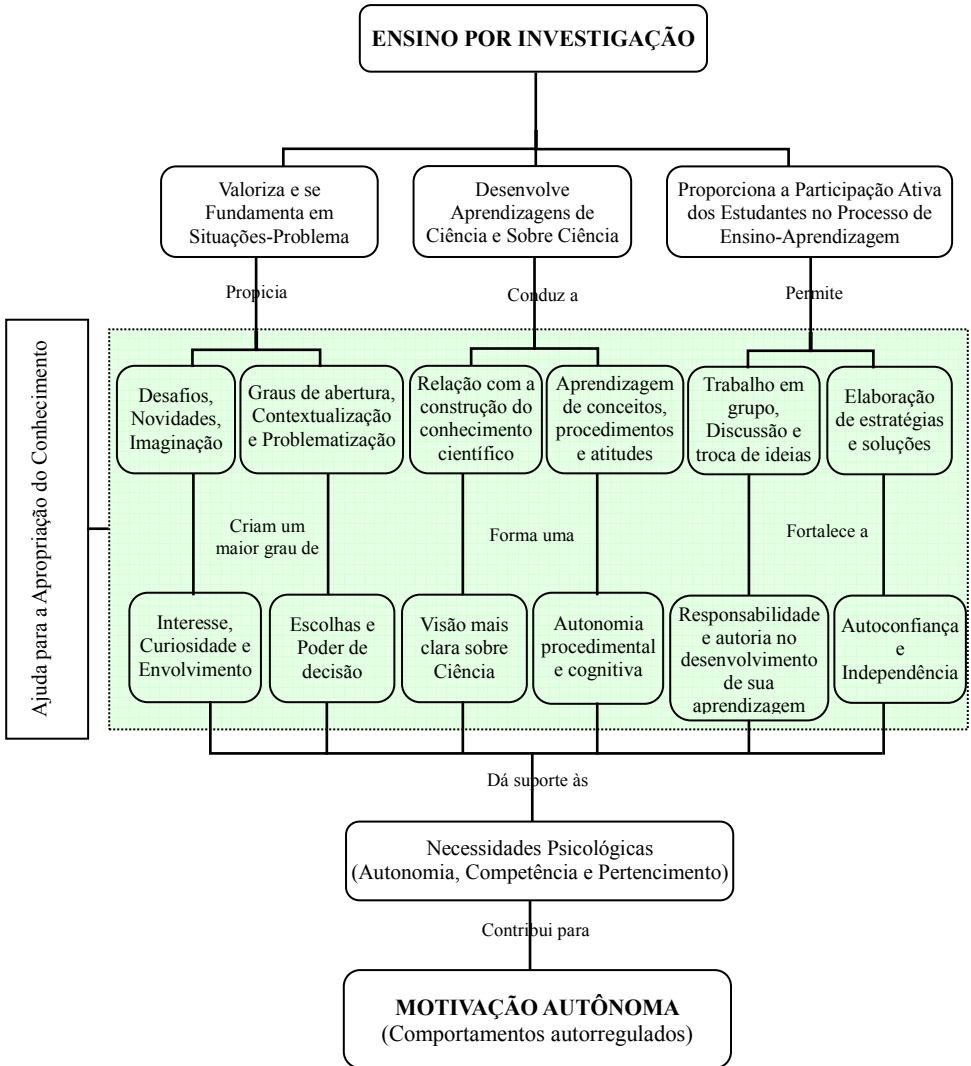 ENSINO POR INVESTIGAÇÃO
Valoriza e se
Fundamenta em
Situações-Problema
Desenvolve
Aprendizagens de
Ciência e Sobre Ciência
Proporciona a Participação Ativa
dos Estudantes no Processo de
Ensino-Aprendizagem
Propicia
Conduz a
Permite
Ajuda para a Apropriação do Conhecimento
Desafios,
Novidades,
Imaginação
Graus de abertura,
Contextualização
e Problematização
Relação com a
construção do
conhecimento
científico
Aprendizagem
de conceitos,
procedimentos
e atitudes
Trabalho em
grupo,
Discussão e
troca de ideias
Elaboração
de estratégias
e soluções
Criam um
maior grau de
Forma uma
Fortalece a
Interesse,
Curiosidade e
Envolvimento
Escolhas e
Poder de
decisão
Visão mais
clara sobre
Ciência
Autonomia
procedimental
e cognitiva
Responsabilidade
e autoria no
desenvolvimento
de sua
aprendizagem
Autoconfiança
e
Independência
Dá suporte às
Necessidades Psicológicas
(Autonomia, Competência e Pertencimento)
Contribui para
MOTIVAÇÃO AUTÔNOMA
(Comportamentos autorregulados)